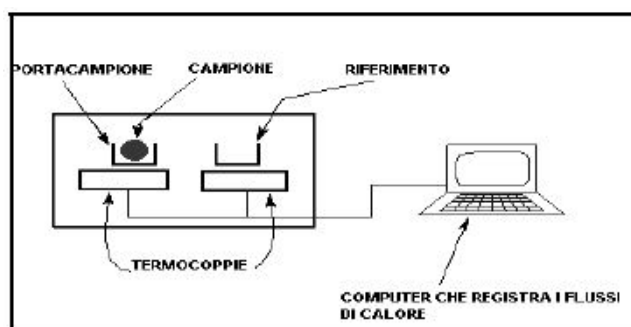 PORTACAMPIONE
CAMPIONE
RIFERIMENTO
TERMOCOPPIE
COMPUTER CHE REGISTRA I FLUSSI
DI CALORE